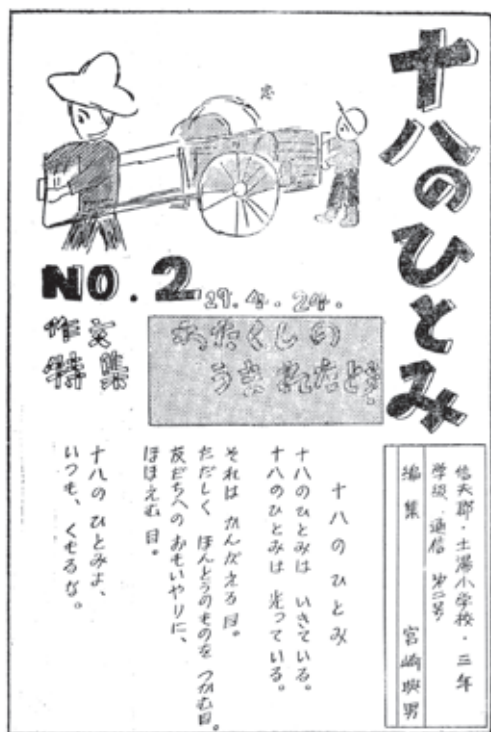 十八のひとみ
NO.2
29.4.24.
作文
特集
わたくしの
うまれたとき
信夫郡・土湯小学校・三年
学級通信 第二号
編集 宮崎典男
十八のひとみ
十八のひとみは いきている。
十八のひとみは 光っている。
それは かんがえる目。
ただしく ほんとうのものを つかむ目。
友だちへの おもいやりに、
ほほえむ目。
十八のひとみよ、
いつも、くもるな。